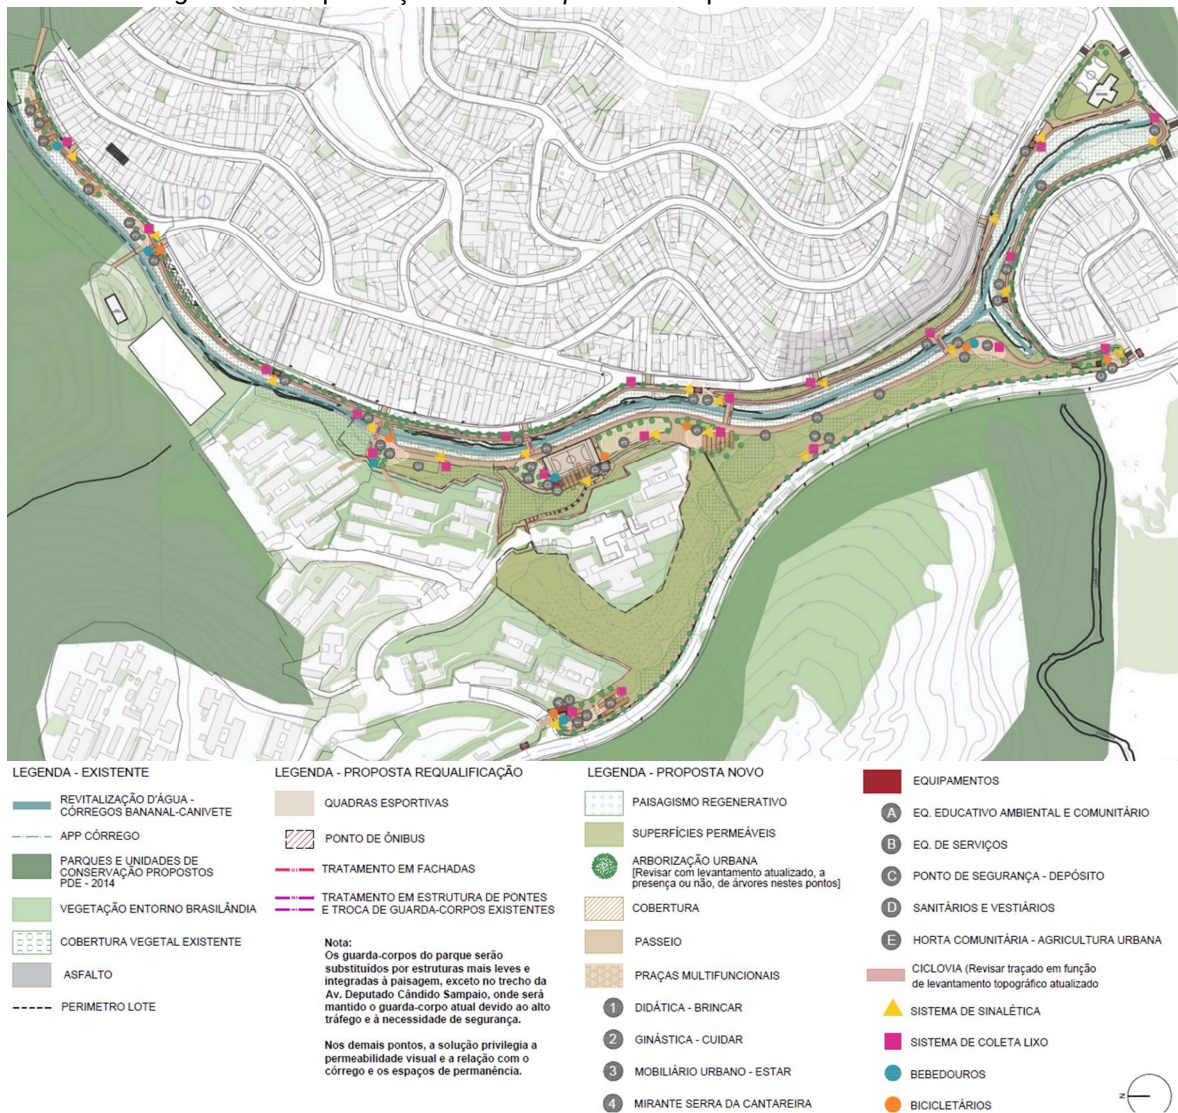 LEGENDA - EXISTENTE
REVITALIZAÇÃO D'ÁGUA -
CÓRREGOS BANANAL-CANIVETE
APP CÓRREGO
PARQUES E UNIDADES DE
CONSERVAÇÃO PROPOSTOS
PDE - 2014
VEGETAÇÃO ENTORNO BRASILÂNDIA
COBERTURA VEGETAL EXISTENTE
ASFALTO
PERIMETRO LOTE
LEGENDA - PROPOSTA REQUALIFICAÇÃO
QUADRAS ESPORTIVAS
PONTO DE ÔNIBUS
TRATAMENTO EM FACHADAS
TRATAMENTO EM ESTRUTURA DE PONTES
E TROCA DE GUARDA-CORPOS EXISTENTES
Nota:
Os guarda-corpos do parque serão
substituídos por estruturas mais leves e
integradas à paisagem, exceto no trecho da
Av. Deputado Cândido Sampaio, onde será
mantido o guarda-corpo atual devido ao alto
tráfego e à necessidade de segurança.
Nos demais pontos, a solução privilegia a
permeabilidade visual e a relação com o
córrego e os espaços de permanência.
LEGENDA - PROPOSTA NOVO
PAISAGISMO REGENERATIVO
SUPERFÍCIES PERMEÁVEIS
ARBORIZAÇÃO URBANA
[Revisar com levantamento atualizado, a
presença ou não, de árvores nestes pontos]
COBERTURA
PASSEIO
PRAÇAS MULTIFUNCIONAIS
1 DIDÁTICA - BRINCAR
2 GINÁSTICA - CUIDAR
3 MOBILIÁRIO URBANO - ESTAR
4 MIRANTE SERRA DA CANTAREIRA
EQUIPAMENTOS
A EQ. EDUCATIVO AMBIENTAL E COMUNITÁRIO
B EQ. DE SERVIÇOS
C PONTO DE SEGURANÇA - DEPÓSITO
D SANITÁRIOS E VESTIÁRIOS
E HORTA COMUNITÁRIA - AGRICULTURA URBANA
CICLOVIA (Revisar traçado em função
de levantamento topográfico atualizado
SISTEMA DE SINALÉTICA
SISTEMA DE COLETA LIXO
BEBEDOUROS
BICICLETÁRIOS
N